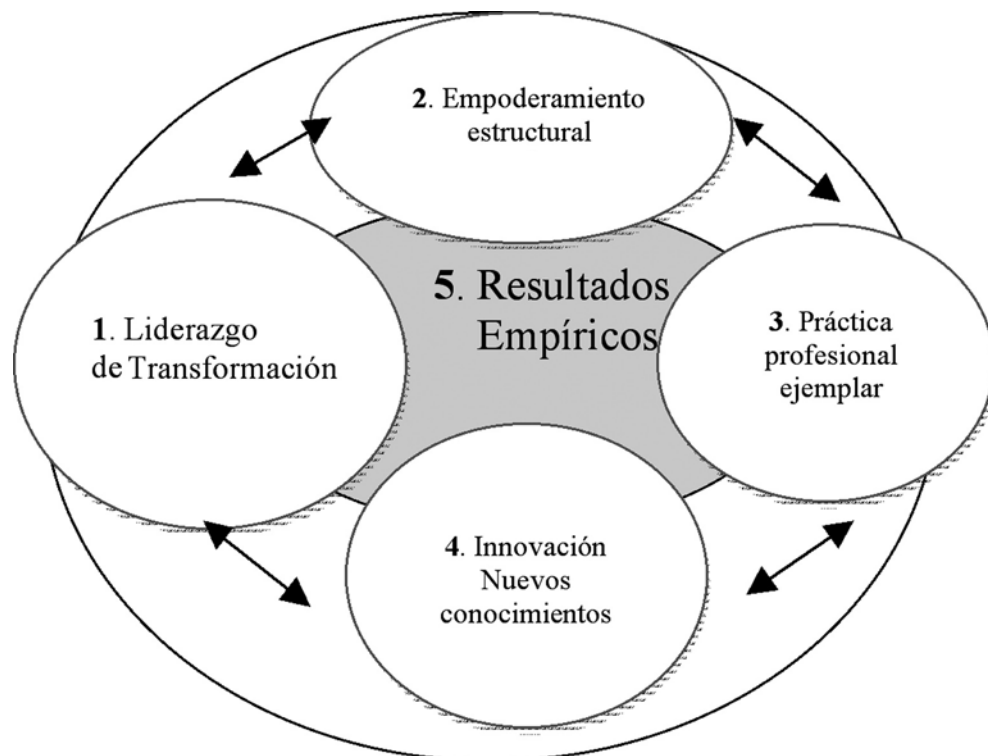 1. Liderazgo
de Transformación
2. Empoderamiento
estructural
3. Práctica
profesional
ejemplar
4. Innovación
Nuevos
conocimientos
5. Resultados
Empíricos